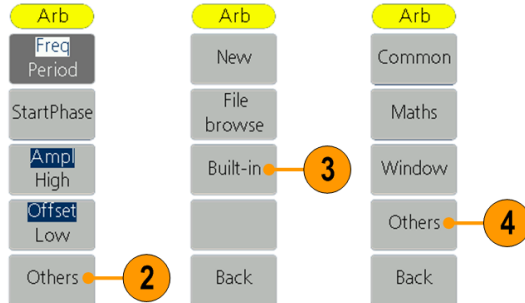 Arb
Freq
Period
StartPhase
Ampl
High
Offset
Low
Others
2
Arb
New
File
browse
Built-in
3
Back
Arb
Common
Maths
Window
Others
4
Back